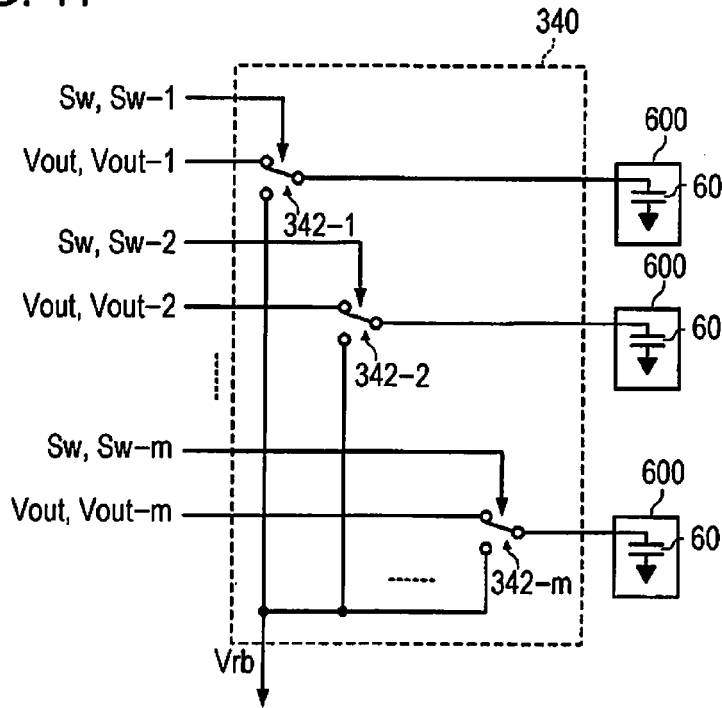 340
Sw, Sw-1
Vout, Vout-1
600
60
342-1
Sw, Sw-2
Vout, Vout-2
600
60
342-2
Sw, Sw-m
Vout, Vout-m
600
60
342-m
Vrb